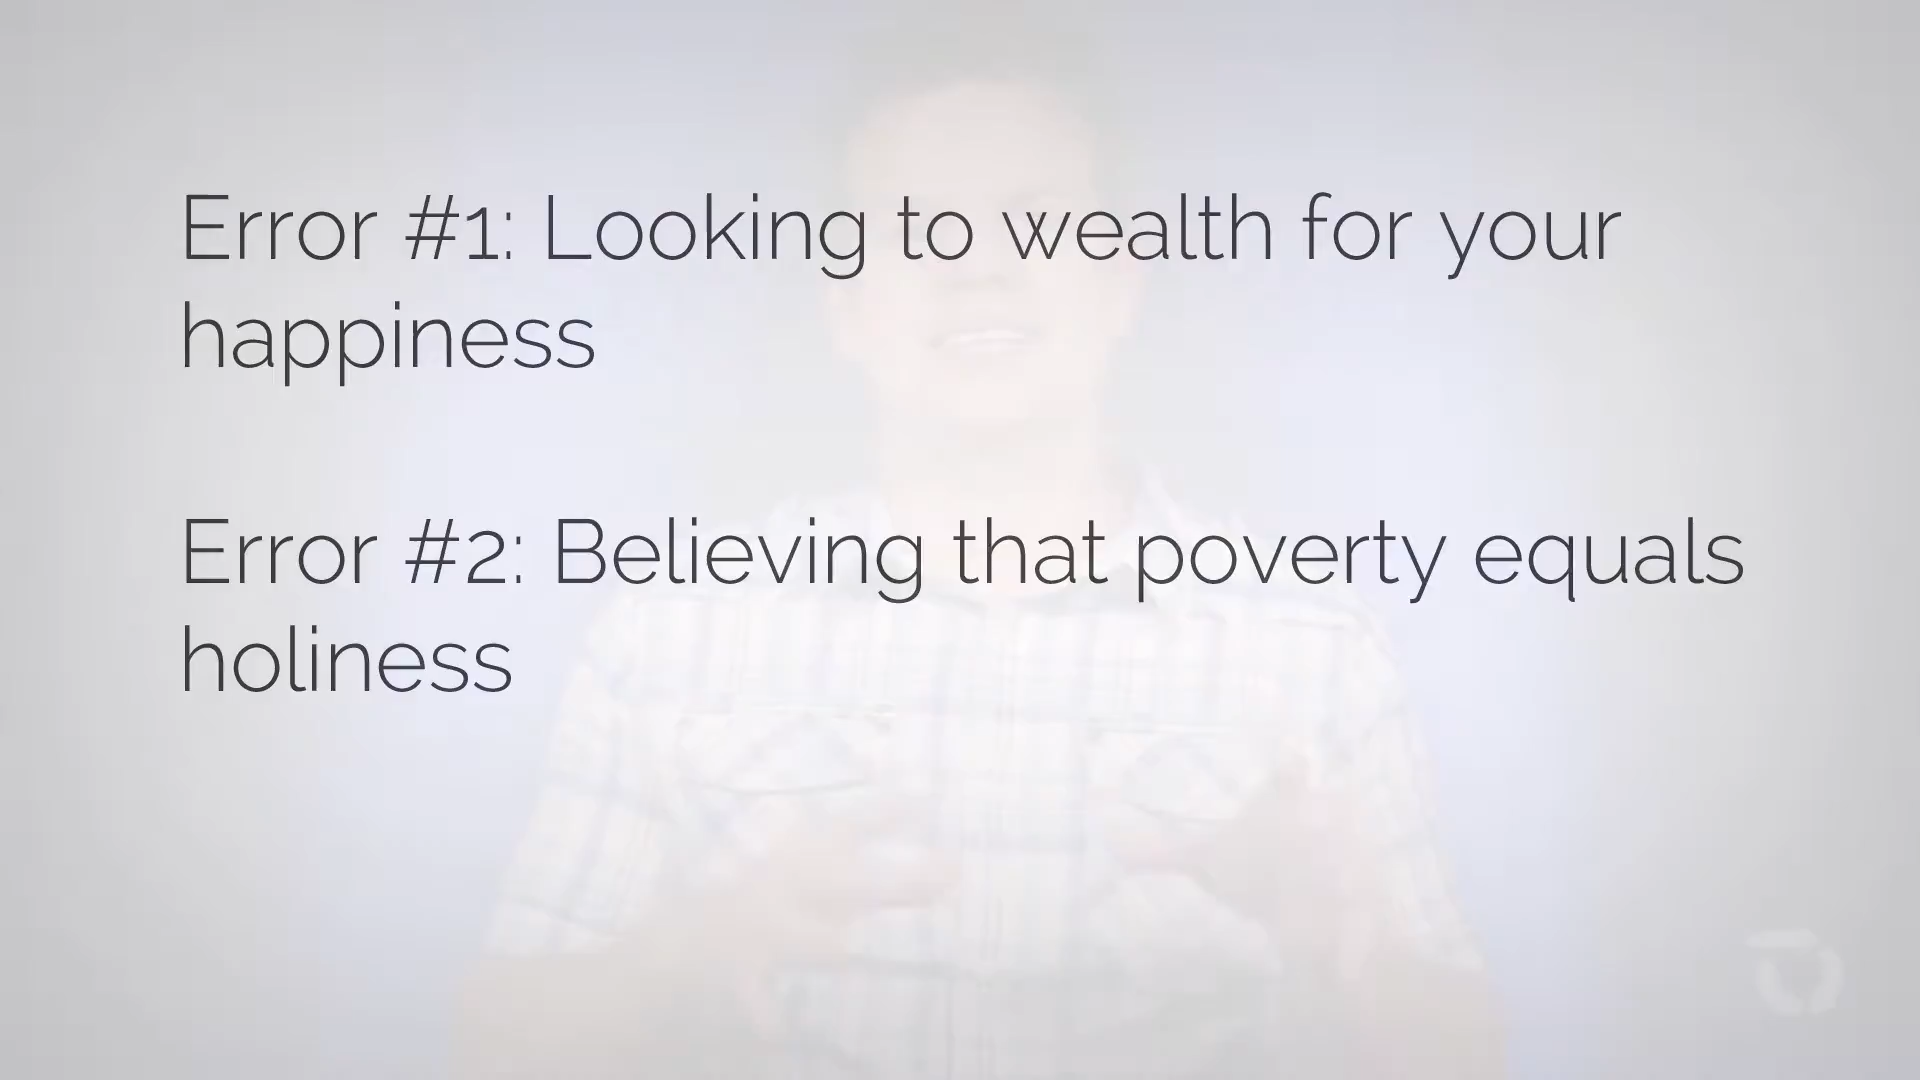 Error #1: Looking to wealth for your
happiness
Error #2: Believing that poverty equals
holiness